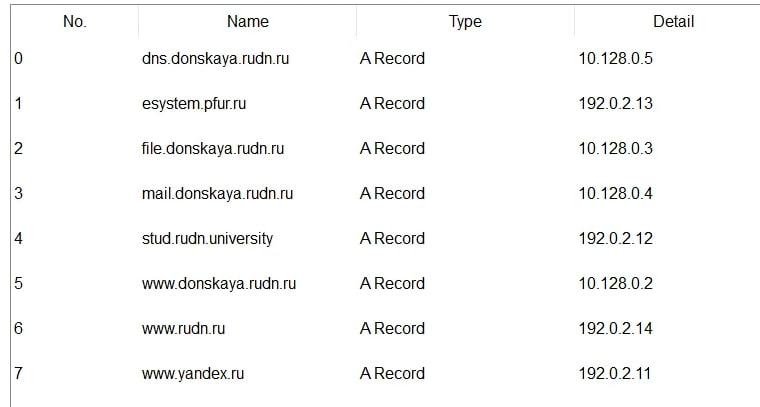 No. Name Type Detail
0 dns.donskaya.rudn.ru A Record 10.128.0.5
1 esystem.pfur.ru A Record 192.0.2.13
2 file.donskaya.rudn.ru A Record 10.128.0.3
3 mail.donskaya.rudn.ru A Record 10.128.0.4
4 stud.rudn.university A Record 192.0.2.12
5 www.donskaya.rudn.ru A Record 10.128.0.2
6 www.rudn.ru A Record 192.0.2.14
7 www.yandex.ru A Record 192.0.2.11